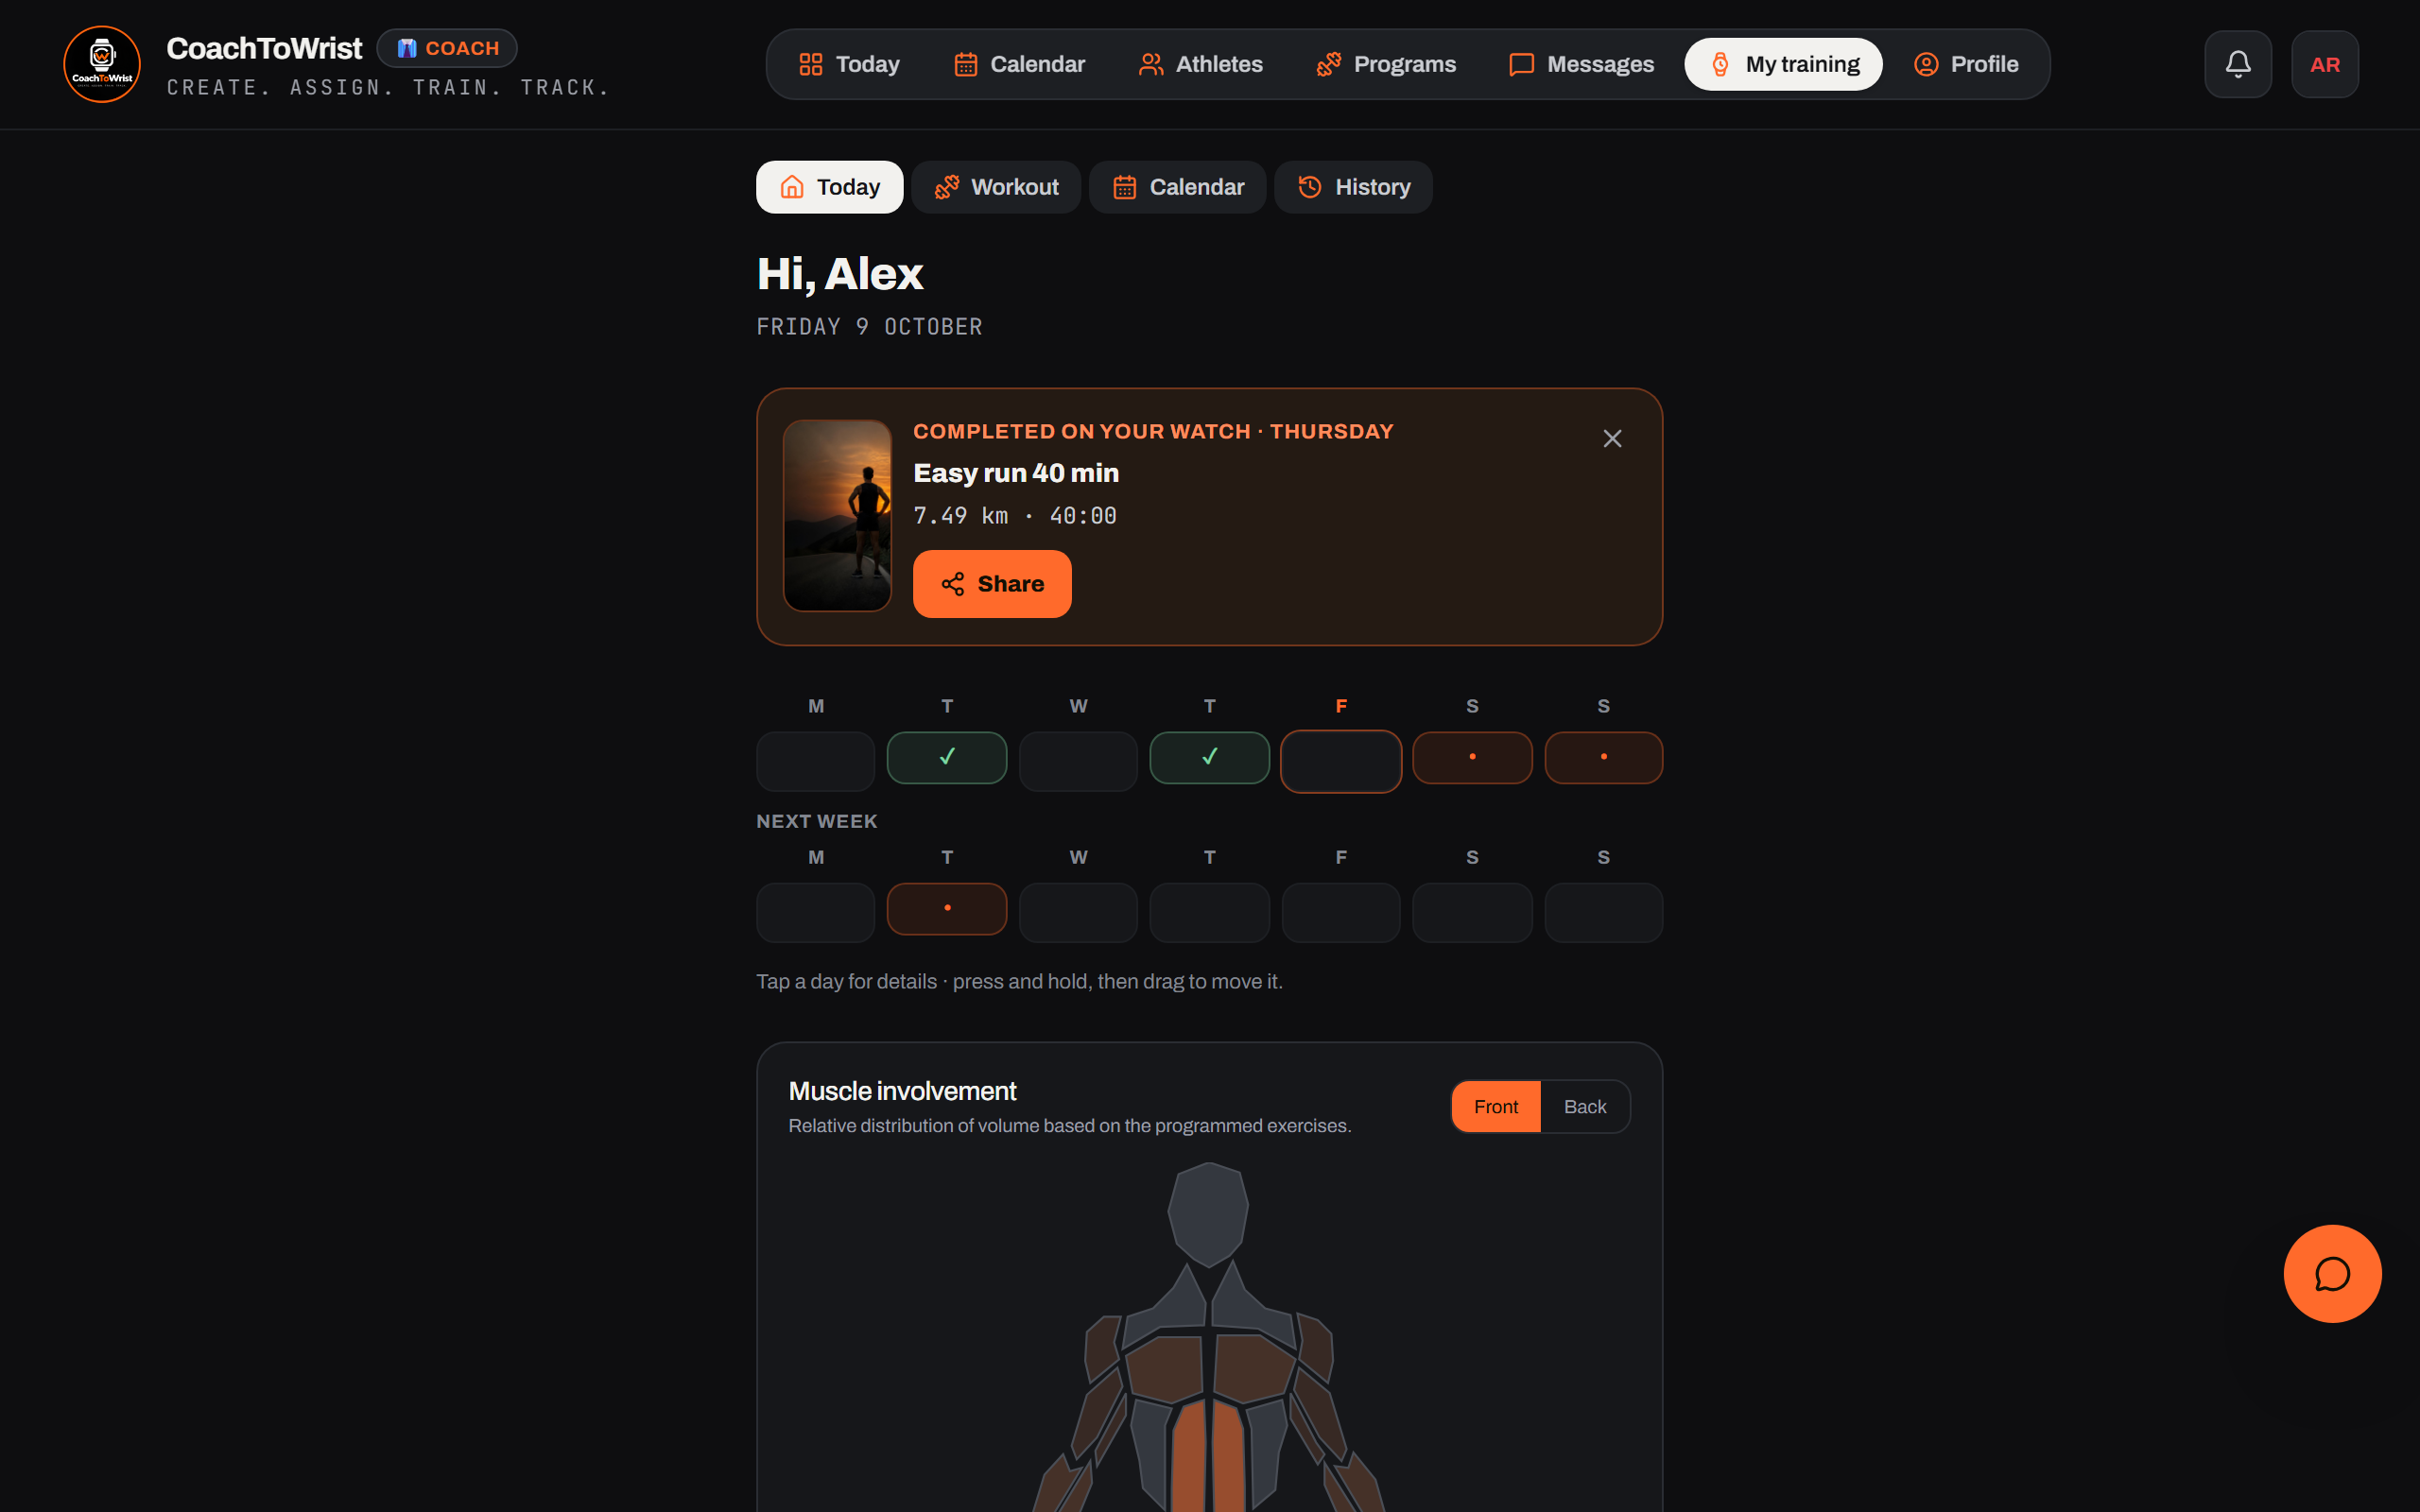 CoachToWrist
CoachToWrist COACH
CREATE. ASSIGN. TRAIN. TRACK.
Today Calendar Athletes Programs Messages My training Profile
AR
Today Workout Calendar History
Hi, Alex
FRIDAY 9 OCTOBER
COMPLETED ON YOUR WATCH · THURSDAY
Easy run 40 min
7.49 km · 40:00
Share
M T W T F S S
NEXT WEEK
M T W T F S S
Tap a day for details · press and hold, then drag to move it.
Muscle involvement
Relative distribution of volume based on the programmed exercises.
Front Back